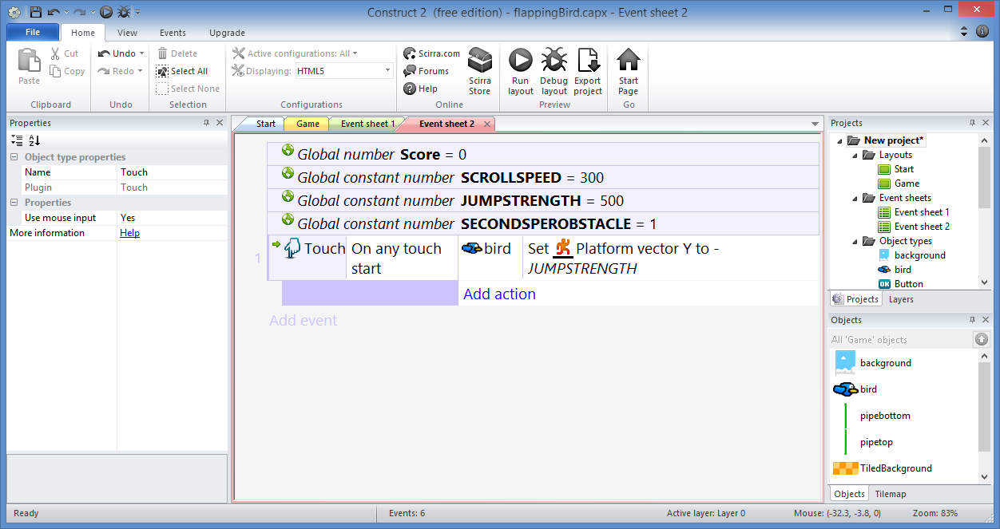 Construct 2 (free edition) - flappingBird.capx - Event sheet 2
File Home View Events Upgrade
Paste
Cut
Copy
Clipboard
Undo
Redo
Undo
Delete
Select All
Select None
Selection
Active configurations: All
Displaying: HTML5
Configurations
Scirra.com
Forums
Help
Scirra
Store
Online
Run
layout
Debug
layout
Export
project
Preview
Start
Page
Go
Properties
Object type properties
Name Touch
Plugin Touch
Properties
Use mouse input Yes
More information Help
Start Game Event sheet 1 Event sheet 2
Global number Score = 0
Global constant number SCROLLSPEED = 300
Global constant number JUMPSTRENGTH = 500
Global constant number SECONDSPEROBSTACLE = 1
1 Touch On any touch
start
bird Set Platform vector Y to -
JUMPSTRENGTH
Add action
Add event
Projects
New project*
Layouts
Start
Game
Event sheets
Event sheet 1
Event sheet 2
Object types
background
bird
OK Button
Projects Layers
Objects
All 'Game' objects
background
bird
pipebottom
pipetop
TiledBackground
Objects Tilemap
Ready Events: 6 Active layer: Layer 0 Mouse: (-32.3, -3.8, 0) Zoom: 83%